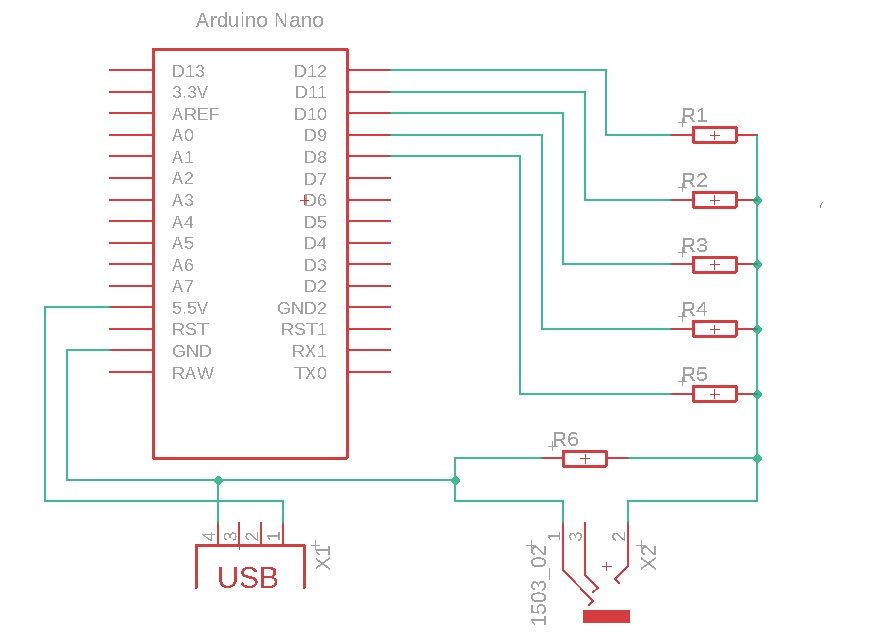 Arduino Nano
D13 D12
3.3V D11
AREF D10
A0 D9
A1 D8
A2 D7
A3 D6
A4 D5
A5 D4
A6 D3
A7 D2
5.5V GND2
RST RST1
GND RX1
RAW TX0
R1
R2
R3
R4
R5
R6
4 3 2 1
X1
USB
1503_02
1 3 2
X2